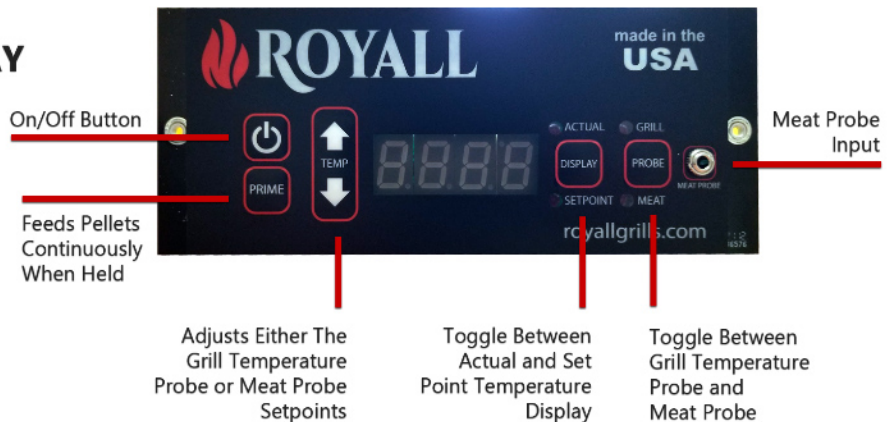 AY
ROYALL
made in the
USA
On/Off Button
Meat Probe
Input
TEMP
PRIME
ACTUAL
GRILL
DISPLAY
PROBE
SETPOINT
MEAT
MEAT PROBE
royallgrills.com
Feeds Pellets
Continuously
When Held
Adjusts Either The
Grill Temperature
Probe or Meat Probe
Setpoints
Toggle Between
Actual and Set
Point Temperature
Display
Toggle Between
Grill Temperature
Probe and
Meat Probe